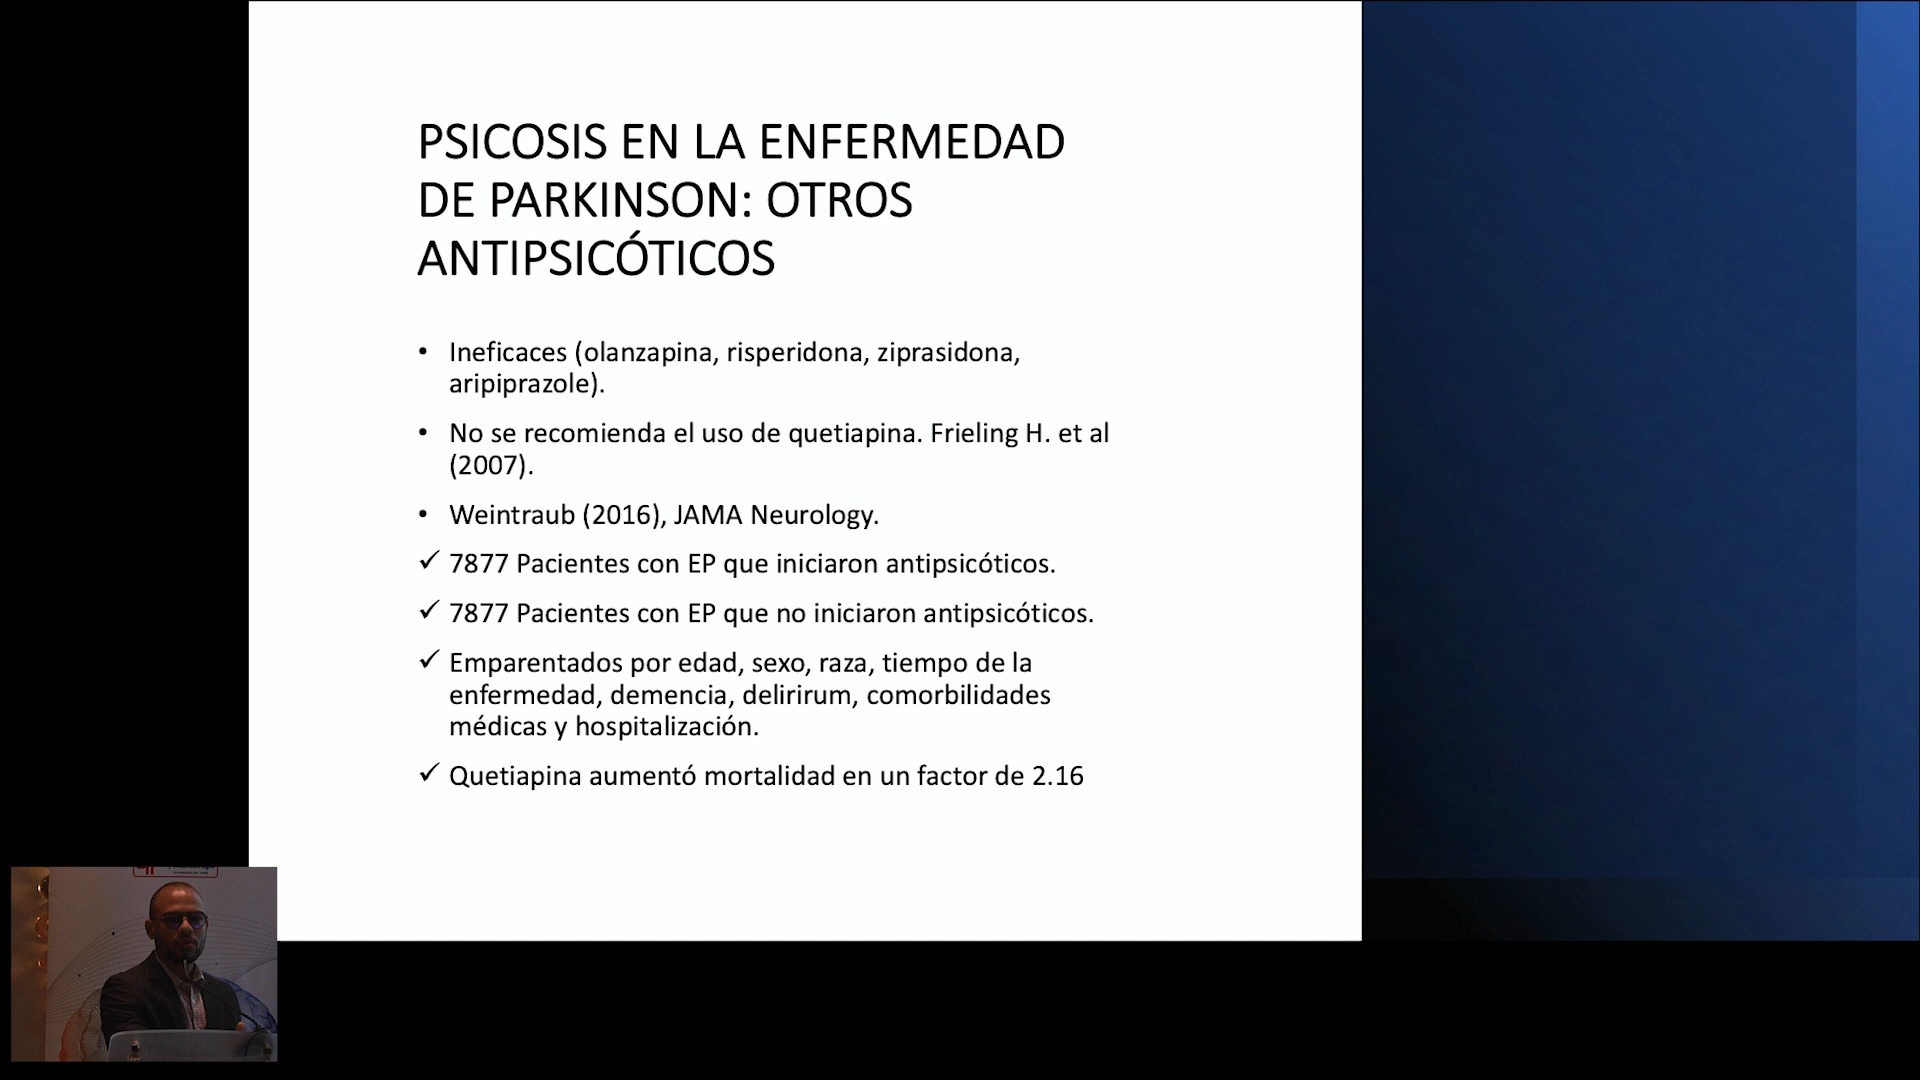 PSICOSIS EN LA ENFERMEDAD
DE PARKINSON: OTROS
ANTIPSICÓTICOS
• Ineficaces (olanzapina, risperidona, ziprasidona,
aripiprazole).
• No se recomienda el uso de quetiapina. Frieling H. et al
(2007).
• Weintraub (2016), JAMA Neurology.
✓ 7877 Pacientes con EP que iniciaron antipsicóticos.
✓ 7877 Pacientes con EP que no iniciaron antipsicóticos.
✓ Emparentados por edad, sexo, raza, tiempo de la
enfermedad, demencia, delirirum, comorbilidades
médicas y hospitalización.
✓ Quetiapina aumentó mortalidad en un factor de 2.16